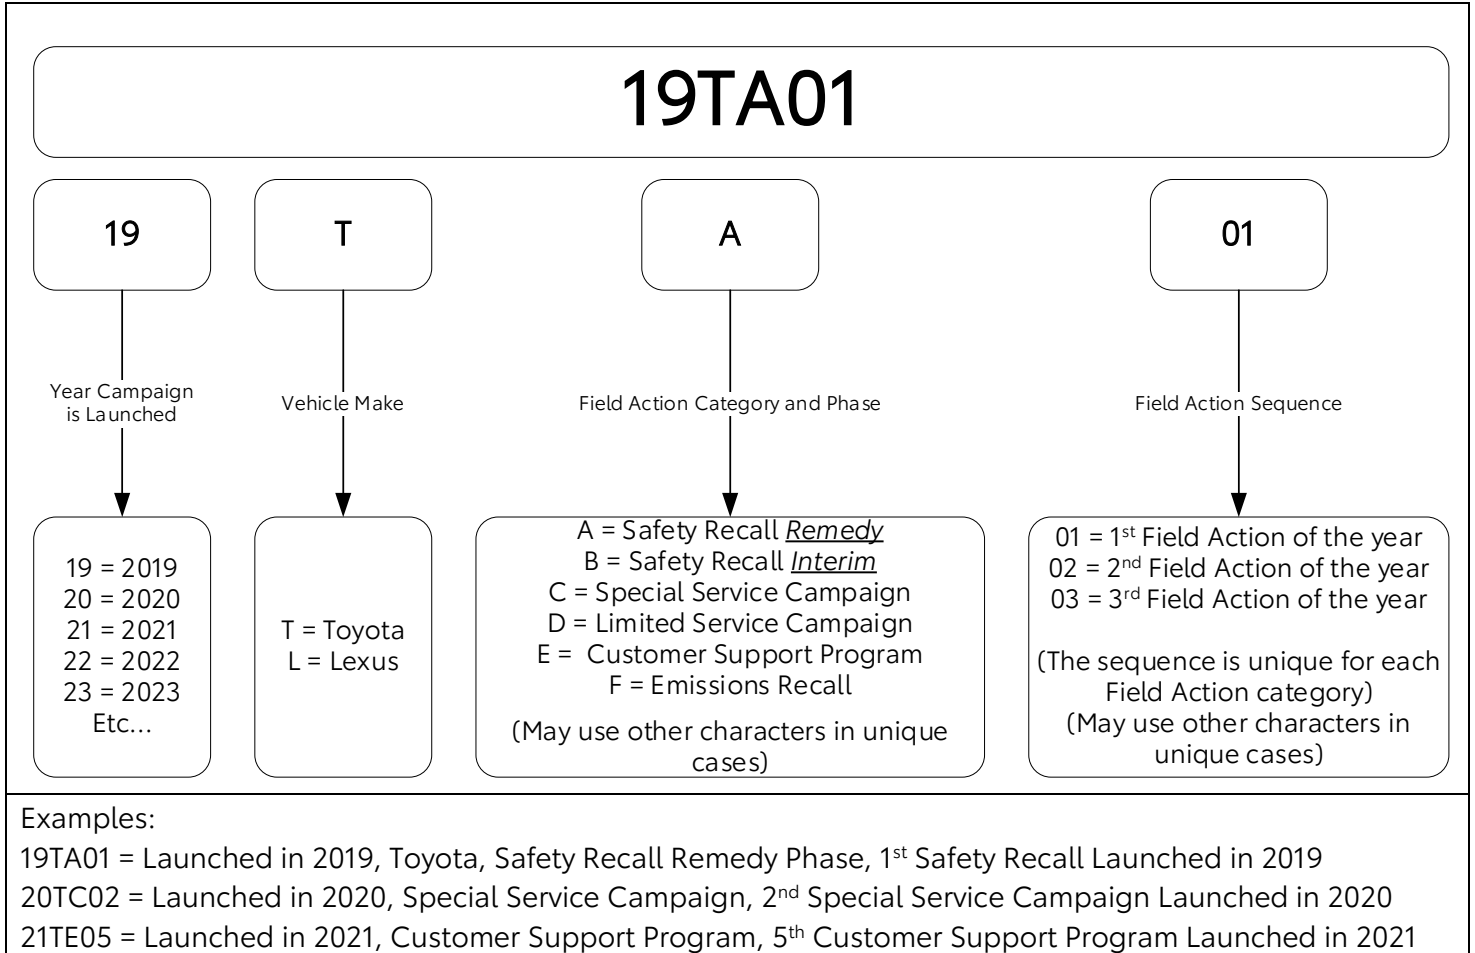 19TA01
19
T
A
01
Year Campaign
is Launched
Vehicle Make
Field Action Category and Phase
Field Action Sequence
19 = 2019
20 = 2020
21 = 2021
22 = 2022
23 = 2023
Etc...
T = Toyota
L = Lexus
A = Safety Recall Remedy
B = Safety Recall Interim
C = Special Service Campaign
D = Limited Service Campaign
E =  Customer Support Program
F = Emissions Recall
(May use other characters in unique
cases)
01 = 1st Field Action of the year
02 = 2nd Field Action of the year
03 = 3rd Field Action of the year
(The sequence is unique for each
Field Action category)
(May use other characters in
unique cases)
Examples:
19TA01 = Launched in 2019, Toyota, Safety Recall Remedy Phase, 1st Safety Recall Launched in 2019
20TC02 = Launched in 2020, Special Service Campaign, 2nd Special Service Campaign Launched in 2020
21TE05 = Launched in 2021, Customer Support Program, 5th Customer Support Program Launched in 2021